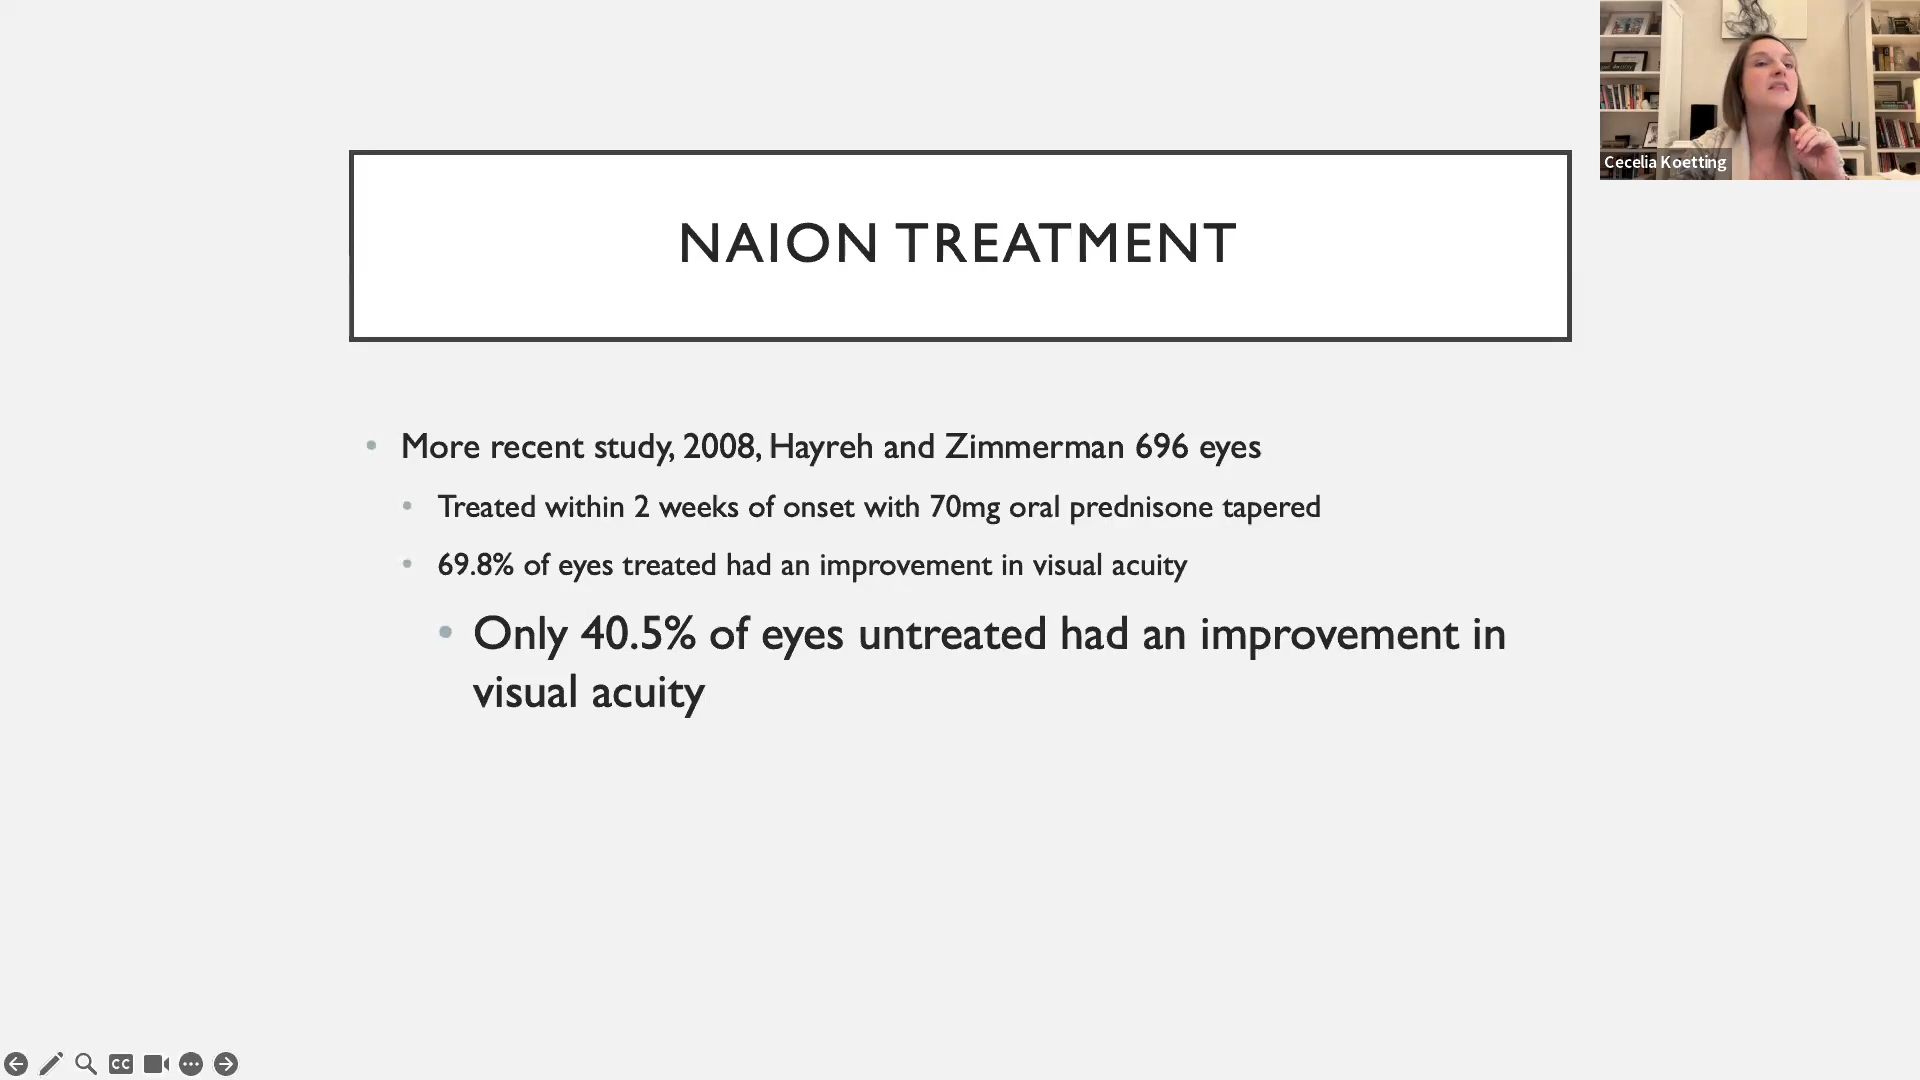 Cecelia Koetting
NAION TREATMENT
• More recent study, 2008, Hayreh and Zimmerman 696 eyes
• Treated within 2 weeks of onset with 70mg oral prednisone tapered
• 69.8% of eyes treated had an improvement in visual acuity
• Only 40.5% of eyes untreated had an improvement in
visual acuity
CC